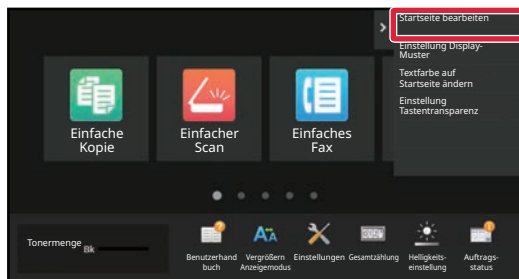 Startseite bearbeiten
Einstellung Display-
Muster
Textfarbe auf
Startseite ändern
Einstellung
Tastentransparenz
Einfache
Kopie
Einfacher
Scan
Einfaches
Fax
Tonermenge
Bk
Benutzerhand
buch
Vergrößern
Anzeigemodus
Einstellungen
Gesamtzählung
Helligkeits-
einstellung
Auftrags-
status